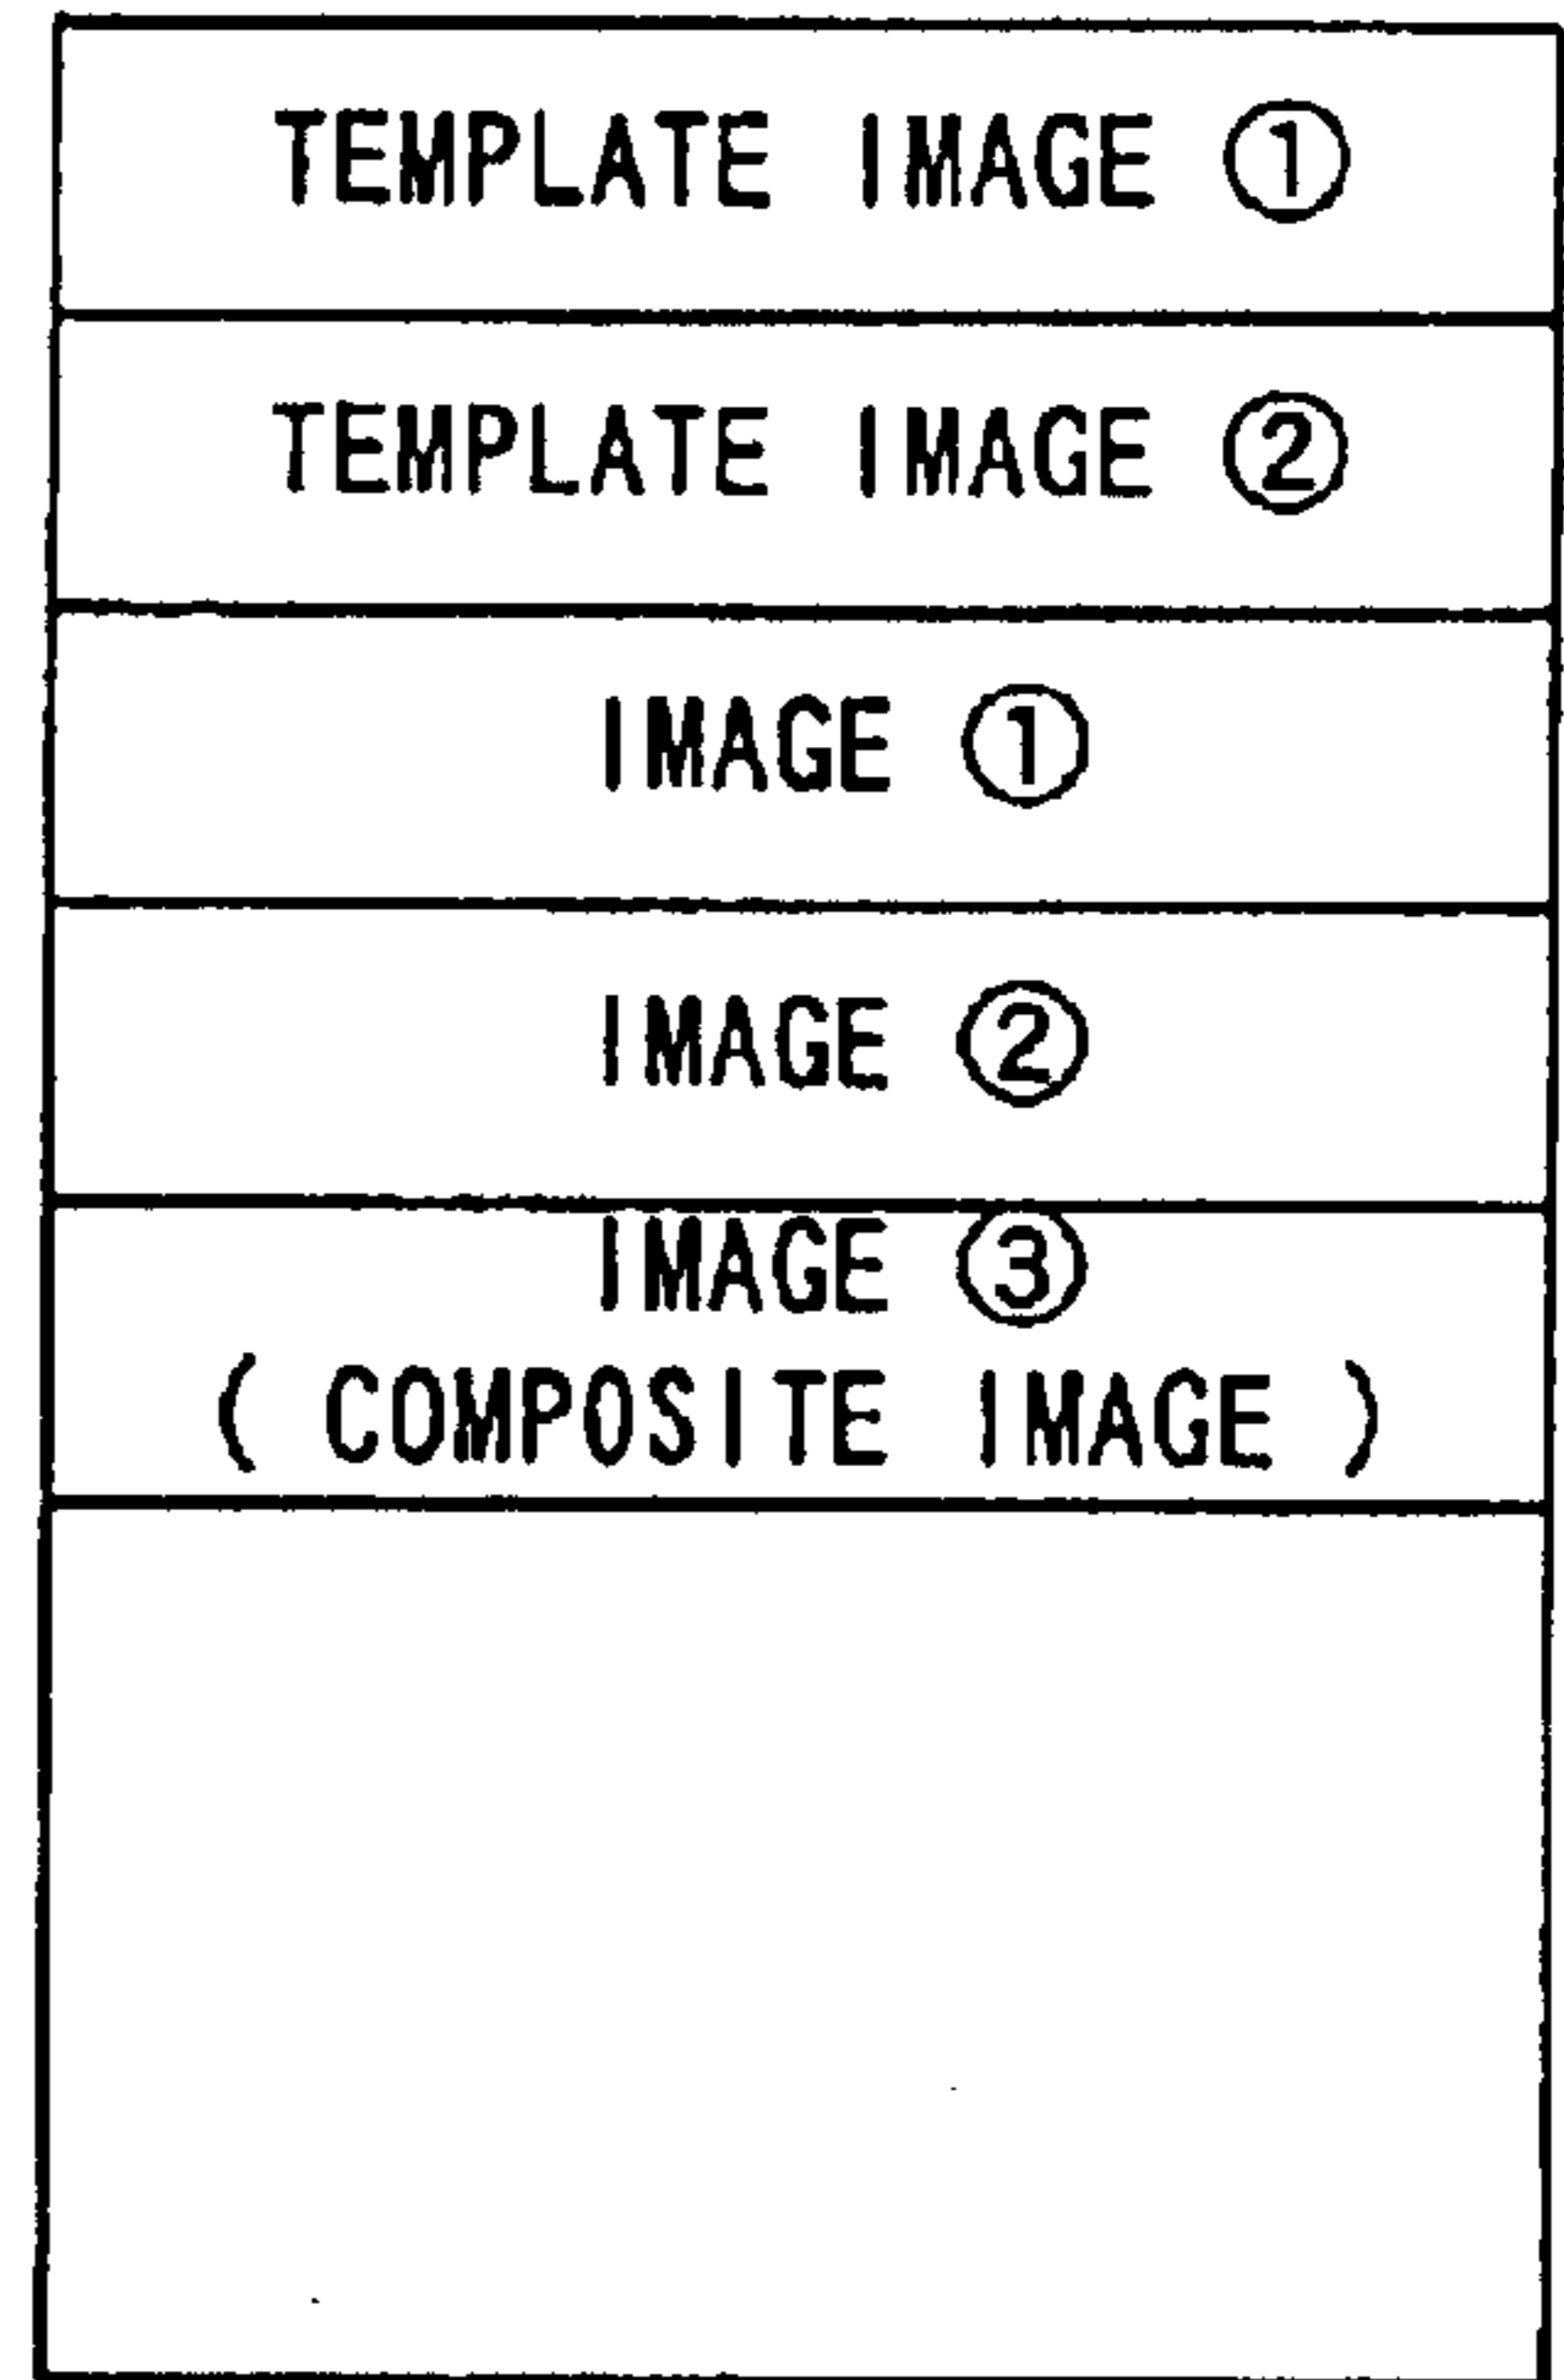 TEMPLATE IMAGE ①
TEMPLATE IMAGE ②
IMAGE ①
IMAGE ②
IMAGE ③
( COMPOSITE IMAGE )